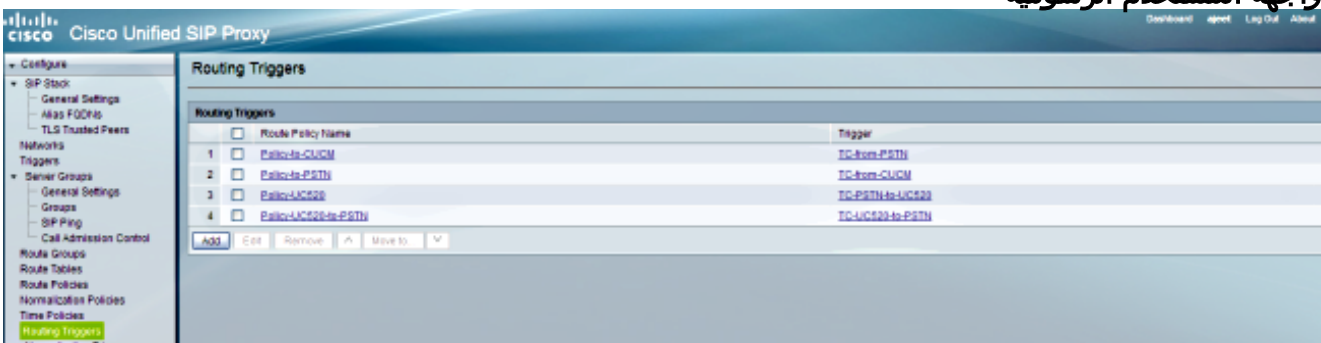 واجهة المستخدم الرسومية
Dashboard ajeet Log Out About
CISCO Cisco Unified SIP Proxy
Configure
SIP Stack
General Settings
Alias FQDNs
TLS Trusted Peers
Networks
Triggers
Server Groups
General Settings
Groups
SIP Ping
Call Admission Control
Route Groups
Route Tables
Route Policies
Normalization Policies
Time Policies
Routing Triggers
Routing Triggers
Routing Triggers
Route Policy Name Trigger
1 Policy-to-CUCM TC-from-PSTN
2 Policy-to-PSTN TC-from-CUCM
3 Policy-UC520 TC-PSTN-to-UC520
4 Policy-UC520-to-PSTN TC-UC520-to-PSTN
Add Edit Remove Move to